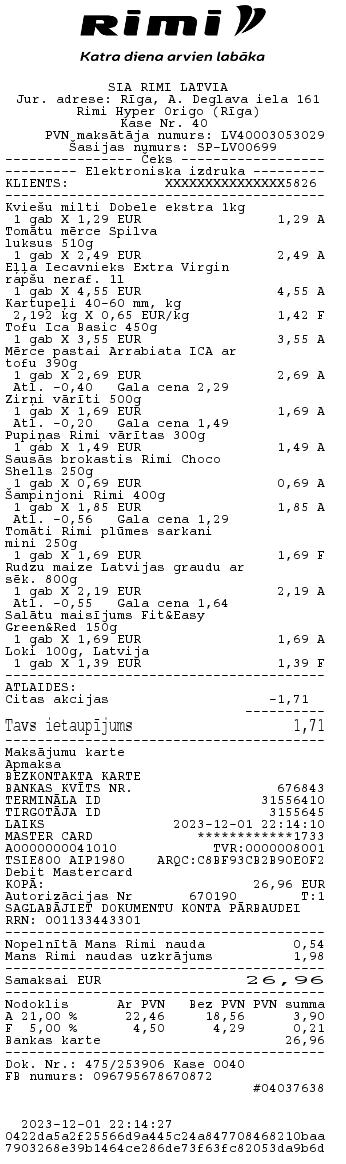 Rimi
Katra diena arvien labāka
SIA RIMI LATVIA
Jur. adrese: Rīga, A. Deglava iela 161
Rimi Hyper Origo (Rīga)
Kase Nr. 40
PVN maksātāja numurs: LV40003053029
Šasijas numurs: SP-LV00699
---------------- Čeks -----------------
--------- Elektroniska izdruka ---------
KLIENTS: XXXXXXXXXXXXXXX5826
Kviešu milti Dobele ekstra 1kg
1 gab X 1,29 EUR 1,29 A
Tomātu mērce Spilva
luksus 510g
1 gab X 2,49 EUR 2,49 A
Eļļa Iecavnieks Extra Virgin
rapšu neraf. 1l
1 gab X 4,55 EUR 4,55 A
Kartupeļi 40-60 mm, kg
2,192 kg X 0,65 EUR/kg 1,42 F
Tofu Ica Basic 450g
1 gab X 3,55 EUR 3,55 A
Mērce pastai Arrabiata ICA ar
tofu 390g
1 gab X 2,69 EUR 2,69 A
Atl. -0,40 Gala cena 2,29
Zirņi vārīti 500g
1 gab X 1,69 EUR 1,69 A
Atl. -0,20 Gala cena 1,49
Pupiņas Rimi vārītas 300g
1 gab X 1,49 EUR 1,49 A
Sausās brokastis Rimi Choco
Shells 250g
1 gab X 0,69 EUR 0,69 A
Šampinjoni Rimi 400g
1 gab X 1,85 EUR 1,85 A
Atl. -0,56 Gala cena 1,29
Tomāti Rimi plūmes sarkani
mini 250g
1 gab X 1,69 EUR 1,69 F
Rudzu maize Latvijas graudu ar
sēk. 800g
1 gab X 2,19 EUR 2,19 A
Atl. -0,55 Gala cena 1,64
Salātu maisījums Fit&Easy
Green&Red 150g
1 gab X 1,69 EUR 1,69 A
Loki 100g, Latvija
1 gab X 1,39 EUR 1,39 F
ATLAIDES:
Citas akcijas -1,71
Tavs ietaupījums 1,71
Maksājumu karte
Apmaksa
BEZKONTAKTA KARTE
BANKAS KVĪTS NR. 676843
TERMINĀLA ID 31556410
TIRGOTĀJA ID 3155645
LAIKS 2023-12-01 22:14:10
MASTER CARD ************1733
A0000000041010 TVR:0000008001
TSIE800 AIP1980 ARQC:C8BF93CB2B90E0F2
Debit Mastercard
KOPĀ: 26,96 EUR
Autorizācijas Nr 670190 T:1
SAGLABĀJIET DOKUMENTU KONTA PĀRBAUDEI
RRN: 001133443301
Nopelnītā Mans Rimi nauda 0,54
Mans Rimi naudas uzkrājums 1,98
Samaksai EUR 26,96
Nodoklis Ar PVN Bez PVN PVN summa
A 21,00 % 22,46 18,56 3,90
F 5,00 % 4,50 4,29 0,21
Bankas karte 26,96
Dok. Nr.: 475/253906 Kase 0040
FB numurs: 096795678670872
#04037638
2023-12-01 22:14:27
0422da5a2f25566d9a445c24a847708468210baa
7903268e39b1464ce286de73f63fc82053da9b6d